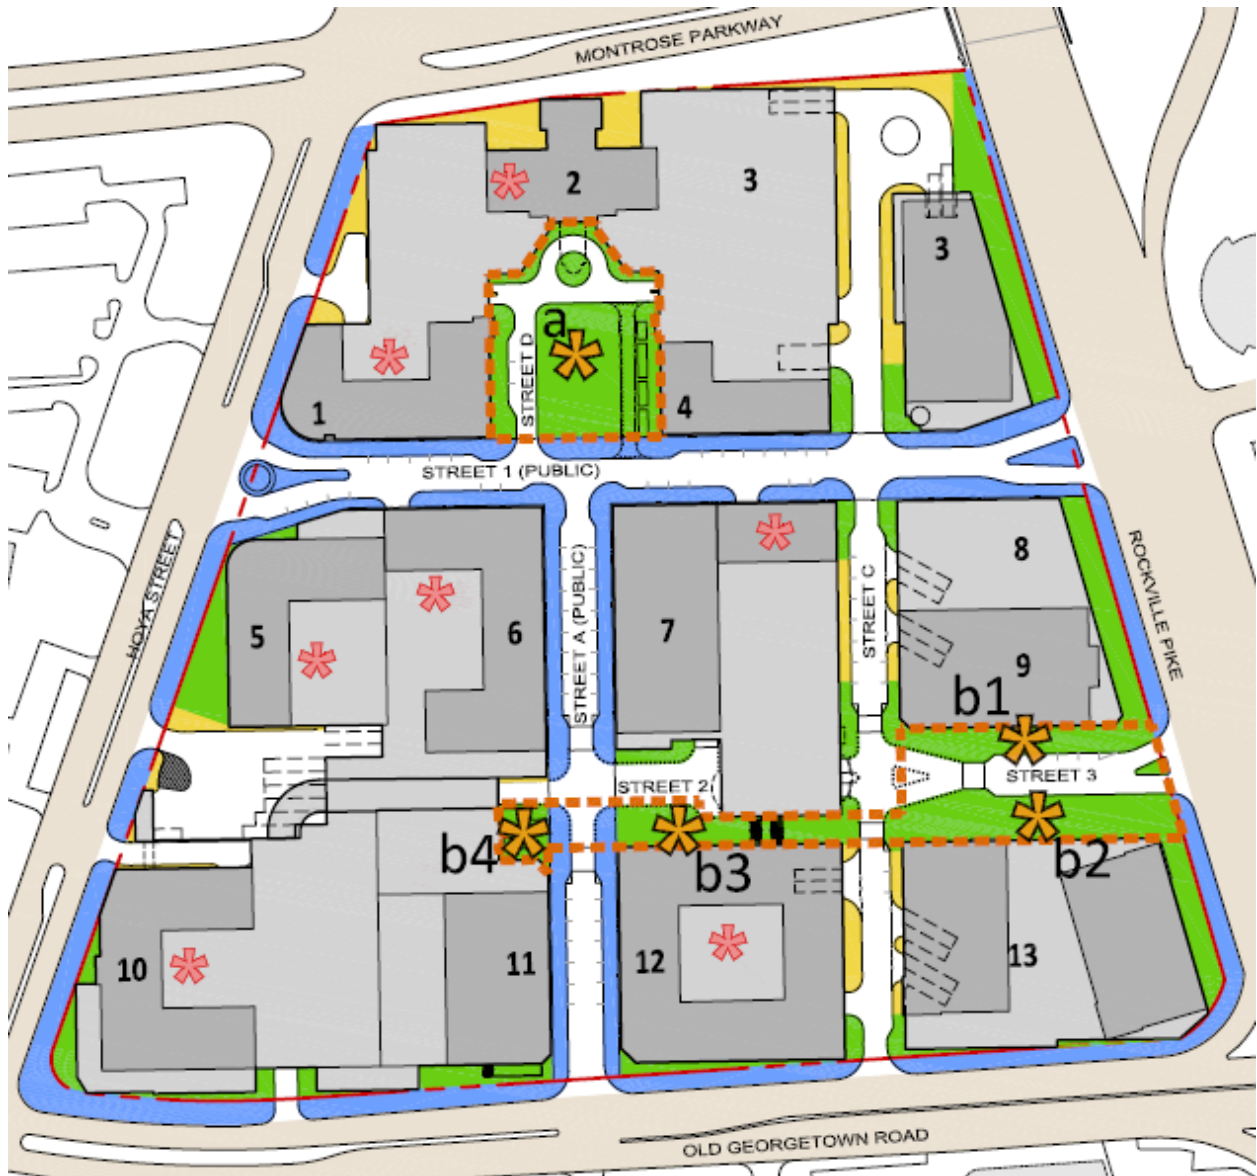 MONTROSE PARKWAY
2
3
3
a
STREET D
1
4
STREET 1 (PUBLIC)
HOYA STREET
ROCKVILLE PIKE
STREET A (PUBLIC)
STREET C
8
5
6
7
9
b1
STREET 2
STREET 3
b4
b3
b2
10
11
12
13
OLD GEORGETOWN ROAD